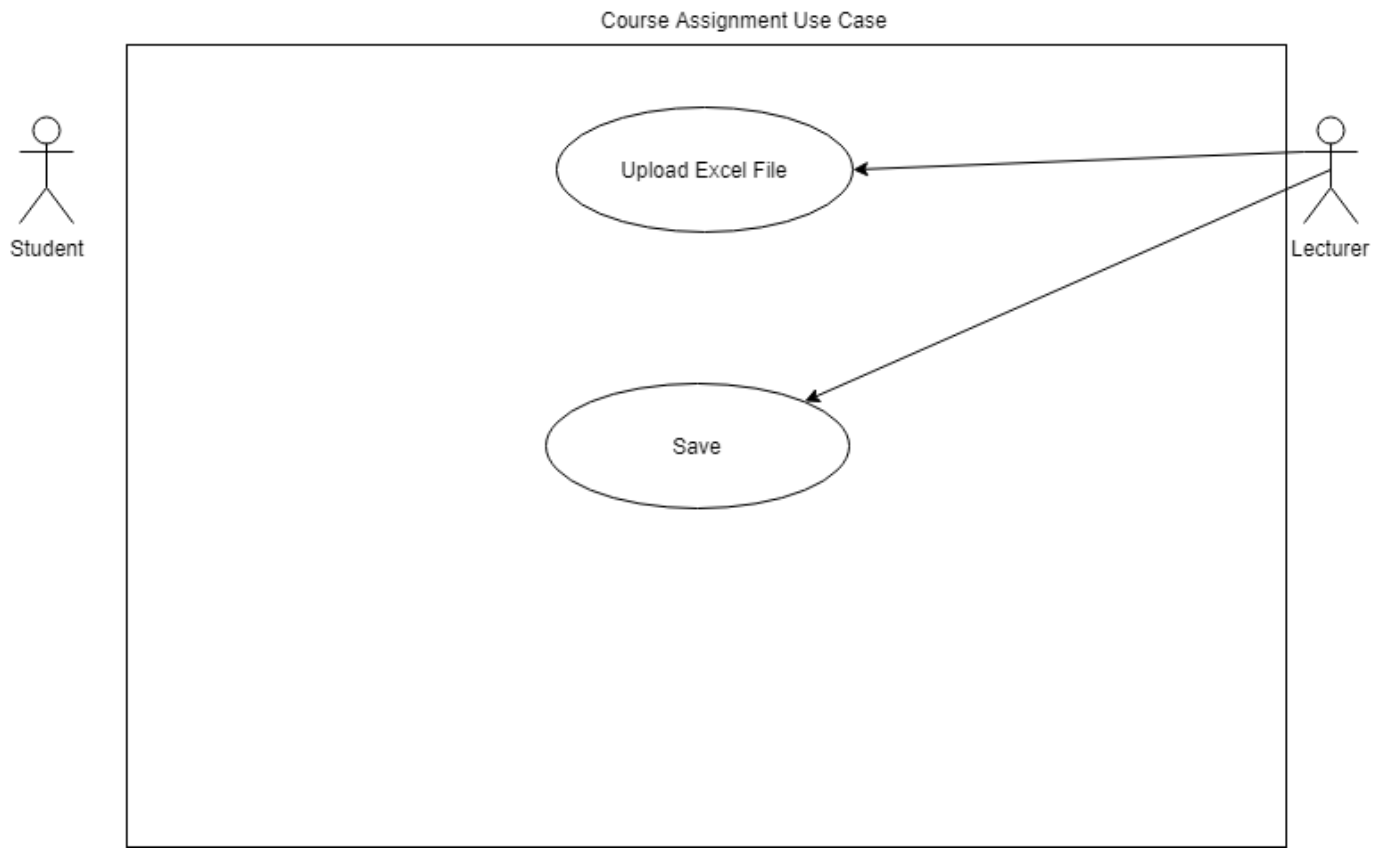 Course Assignment Use Case
Upload Excel File
Student
Lecturer
Save